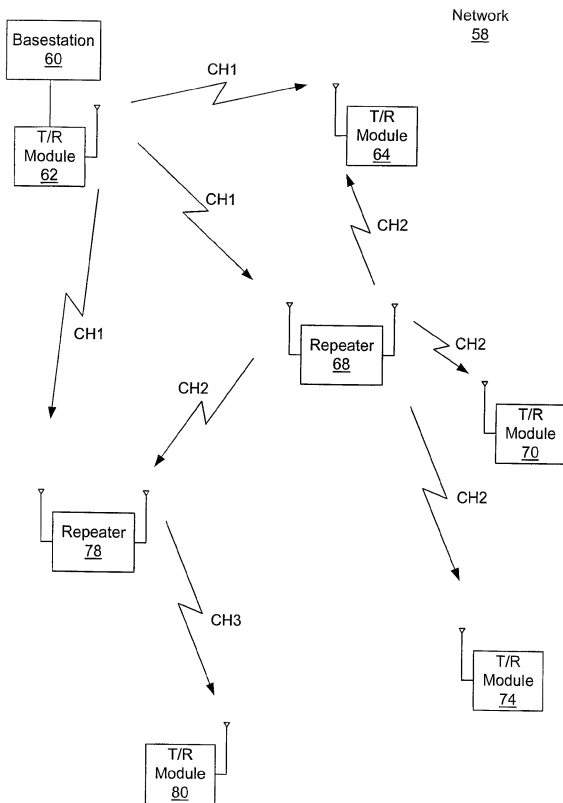 Network
58
Basestation
60
CH1
T/R
Module
62
T/R
Module
64
CH1
CH2
CH1
Repeater
68
CH2
CH2
T/R
Module
70
CH2
Repeater
78
CH3
T/R
Module
74
T/R
Module
80